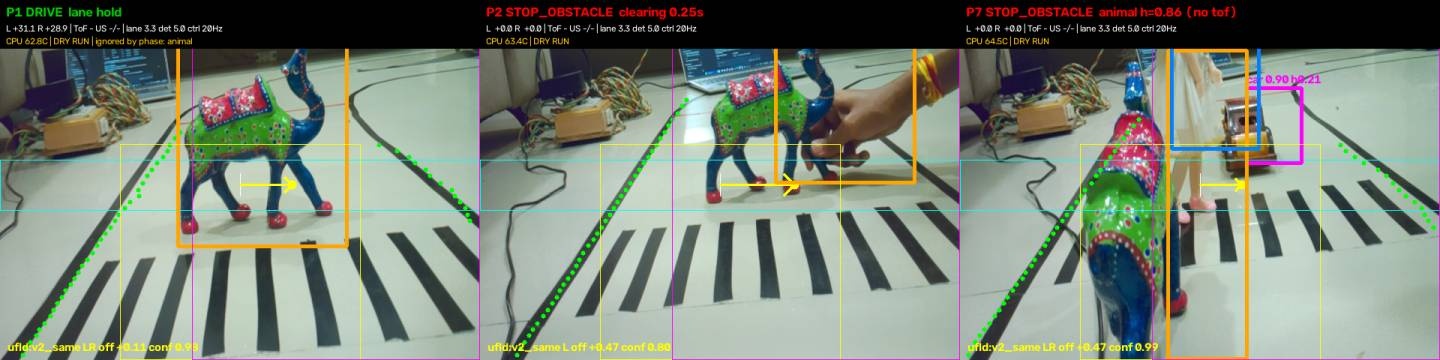 P1 DRIVE lane hold
L +31.1 R +28.9 | ToF - US -/- | lane 3.3 det 5.0 ctrl 20Hz
CPU 62.8C | DRY RUN | ignored by phase: animal
ufld:v2_same LR off +0.11 conf 0.98
P2 STOP_OBSTACLE clearing 0.25s
L +0.0 R +0.0 | ToF - US -/- | lane 3.3 det 5.0 ctrl 20Hz
CPU 63.4C | DRY RUN
ufld:v2_same L off +0.47 conf 0.80
P7 STOP_OBSTACLE animal h=0.86 (no tof)
L +0.0 R +0.0 | ToF - US -/- | lane 3.3 det 5.0 ctrl 20Hz
CPU 64.5C | DRY RUN
car 0.90 h0.21
ufld:v2_same LR off +0.47 conf 0.99